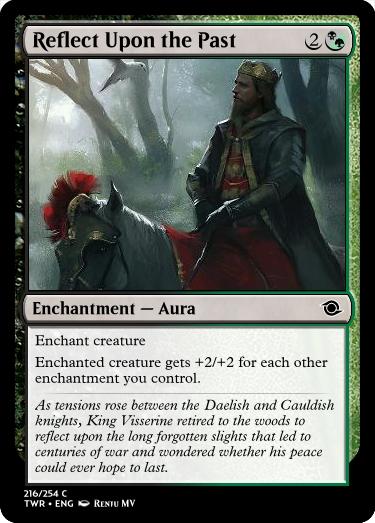 Reflect Upon the Past 2
Enchantment — Aura
Enchant creature
Enchanted creature gets +2/+2 for each other
enchantment you control.
As tensions rose between the Daelish and Cauldish
knights, King Visserine retired to the woods to
reflect upon the long forgotten slights that led to
centuries of war and wondered whether his peace
could ever hope to last.
216/254 C
TWR • ENG Reniu MV